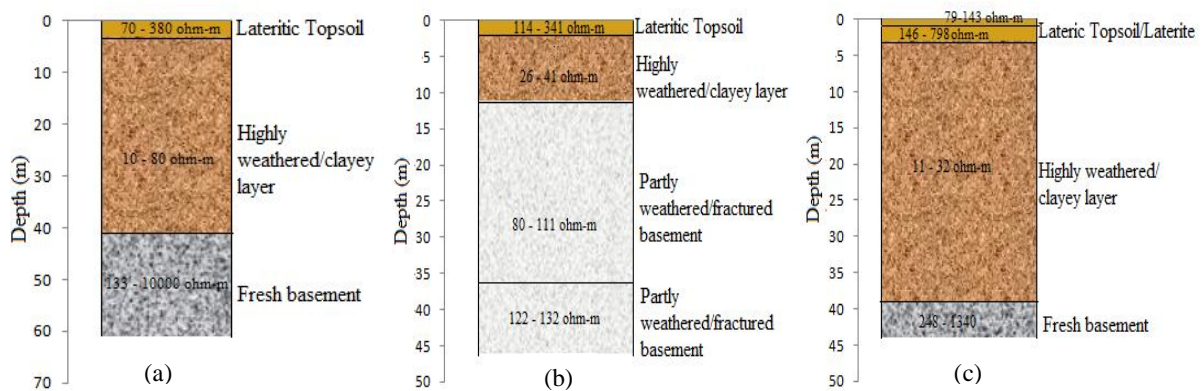 0
10
20
30
40
50
60
70
Depth (m)
70 - 380 ohm-m
Lateritic Topsoil
10 - 80 ohm-m
Highly
weathered/clayey
layer
133 - 10000 ohm-m
Fresh basement
(a)
0
5
10
15
20
25
30
35
40
45
50
Depth (m)
114 - 341 ohm-m
Lateritic Topsoil
26 - 41 ohm-m
Highly
weathered/clayey layer
80 - 111 ohm-m
Partly
weathered/fractured
basement
122 - 132 ohm-m
Partly
weathered/fractured
basement
(b)
0
5
10
15
20
25
30
35
40
45
50
Depth (m)
79-143 ohm-m
146 - 798 ohm-m
Lateric Topsoil/Laterite
11 - 32 ohm-m
Highly weathered/
clayey layer
248 - 1340
Fresh basement
(c)